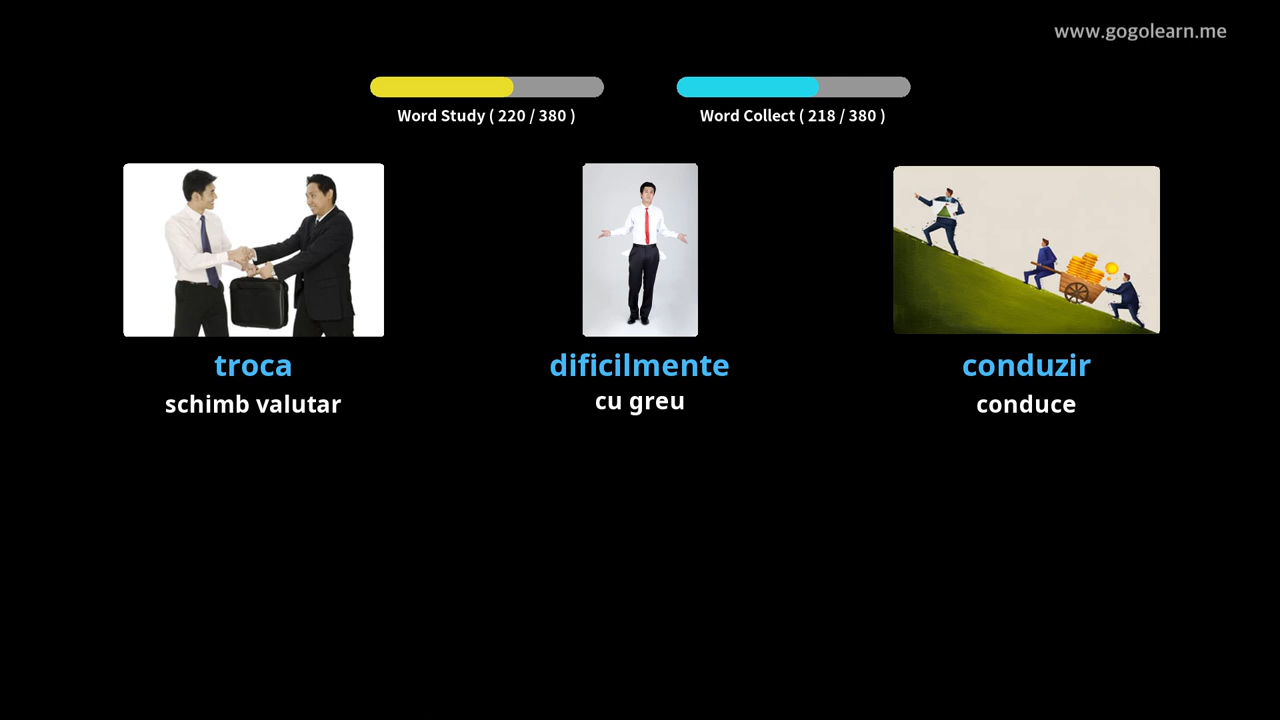 www.gogolearn.me
Word Study ( 220 / 380 )
Word Collect ( 218 / 380 )
troca
schimb valutar
dificilmente
cu greu
conduzir
conduce